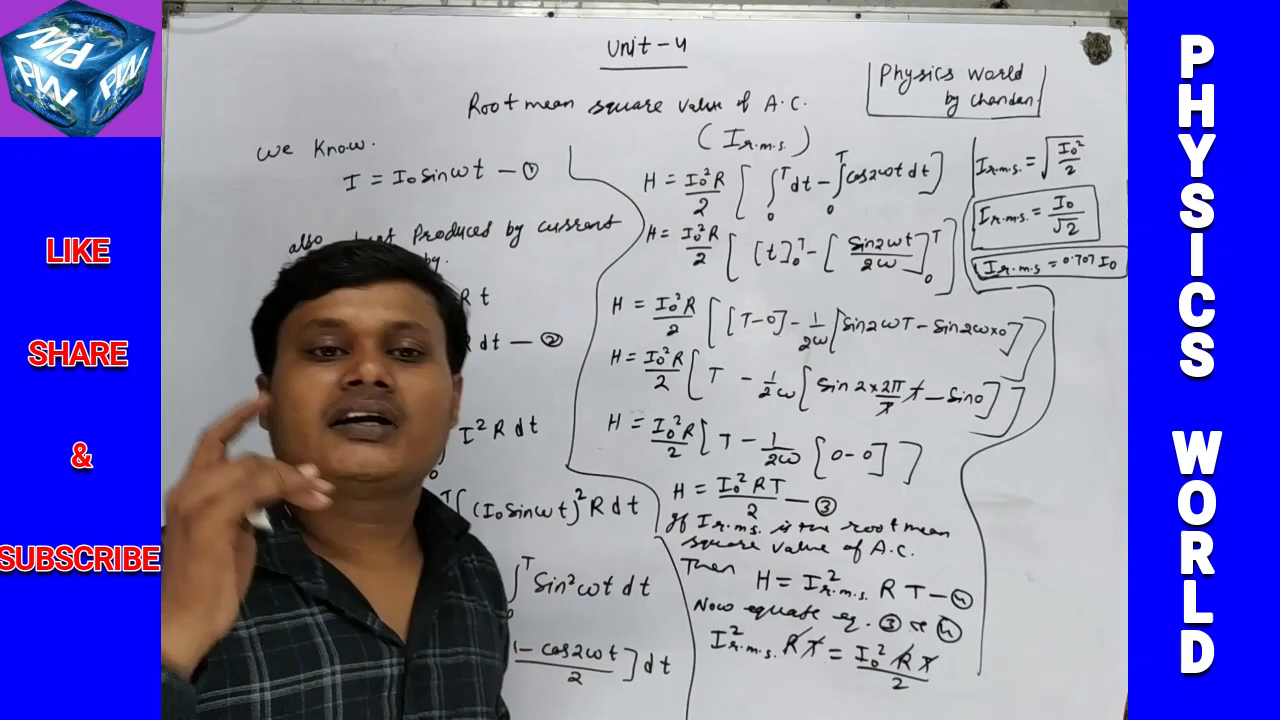 PW
PW
PW
LIKE
SHARE
&
SUBSCRIBE
Unit-4
Root mean square value of A.C.
(I r.m.s.)
Physics World
by Chandan
we know.
I = I₀ sinωt — ①
also heat Produced by current
by.
R t
R dt — ②
I² R dt
0
T
∫ (I₀ sinωt)² R dt
∫₀ᵀ Sin²ωt dt
1 - cos2ωt / 2 ] dt
H = I₀²R/2 [ ∫₀ᵀ dt - ∫₀ᵀ cos2ωt dt ]
H = I₀²R/2 [ [t]₀ᵀ - [ Sin2ωt / 2ω ]₀ᵀ ]
H = I₀²R/2 [ [T-0] - 1/2ω [ Sin2ωT - Sin2ω×0 ] ]
H = I₀²R/2 [ T - 1/2ω [ Sin 2×2π/T T - Sin0 ] ]
H = I₀²R/2 [ T - 1/2ω [ 0-0 ] ]
H = I₀²RT/2 — ③
If I r.m.s. is the root mean
square value of A.C.
Then
H = I²r.m.s. R T — ④
Now equate eq. ③ & ④
I²r.m.s. R T = I₀² R T / 2
I r.m.s. = √(I₀²/2)
I r.m.s. = I₀/√2
I r.m.s = 0.707 I₀
PHYSICS
WORLD